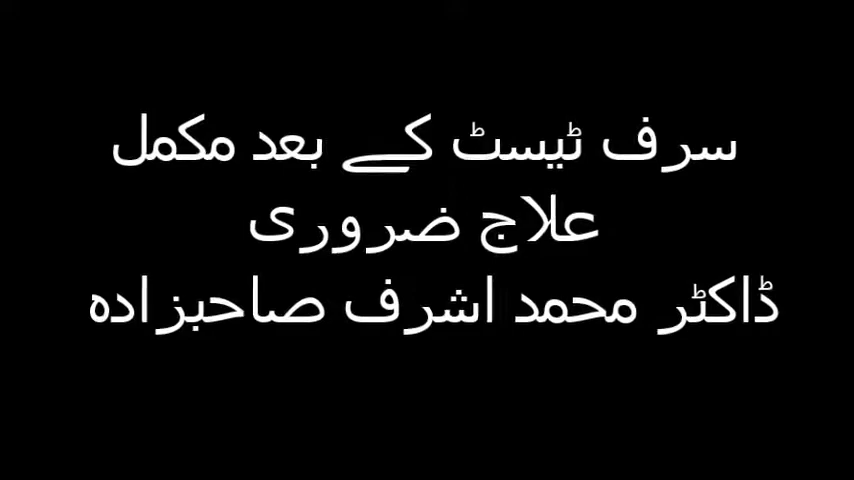 سرف ٹیسٹ کے بعد مکمل
علاج ضروری
ڈاکٹر محمد اشرف صاحبزادہ